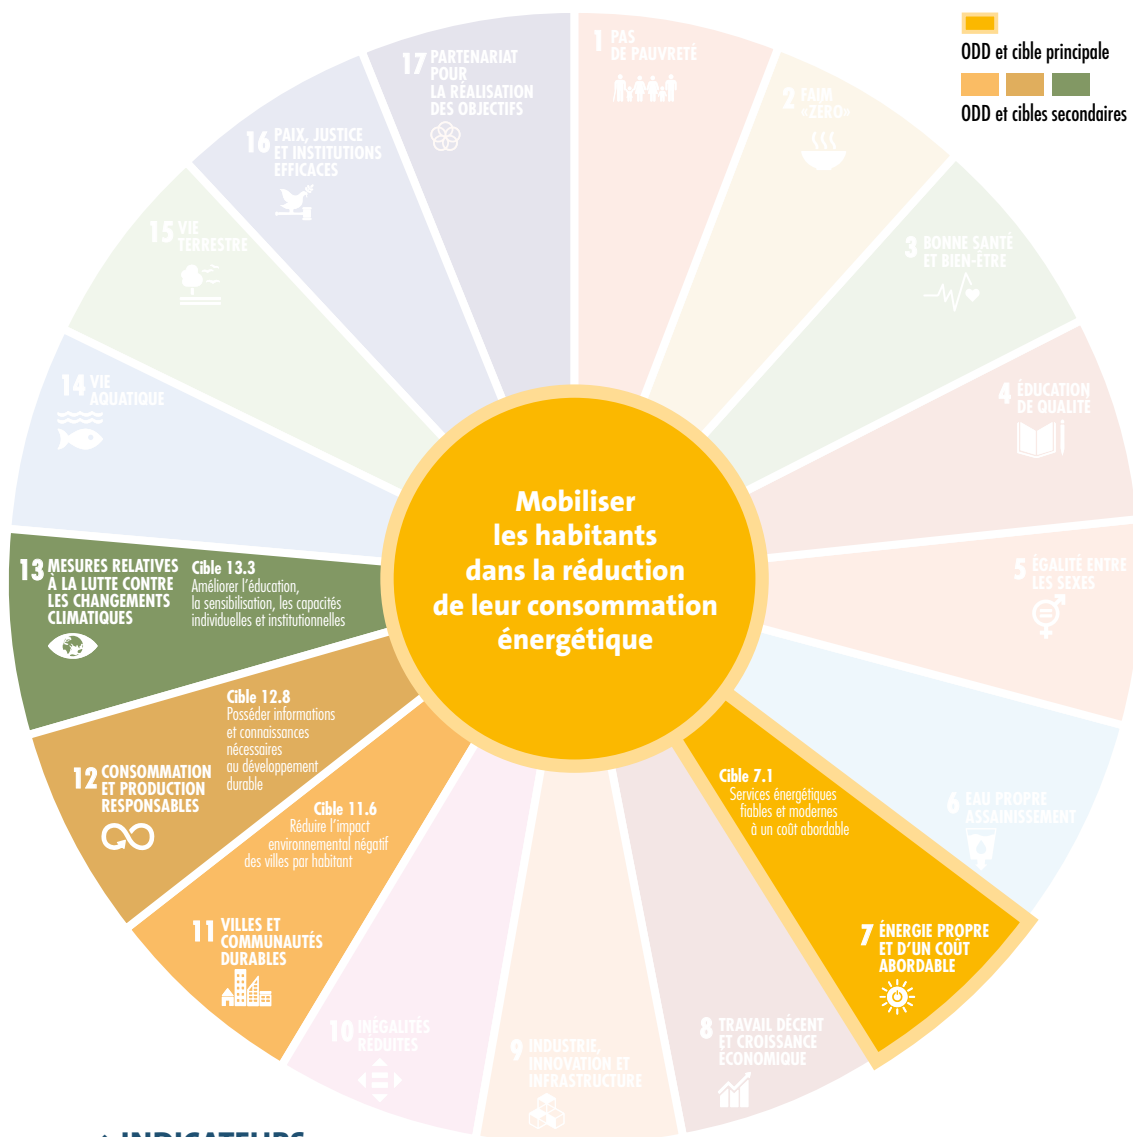 ODD et cible principale
ODD et cibles secondaires
1 PAS
DE PAUVRETÉ
2 FAIM
«ZÉRO»
3 BONNE SANTÉ
ET BIEN-ÊTRE
4 ÉDUCATION
DE QUALITÉ
5 ÉGALITÉ ENTRE
LES SEXES
6 EAU PROPRE
ASSAINISSEMENT
7 ÉNERGIE PROPRE
ET D'UN COÛT
ABORDABLE
Cible 7.1
Services énergétiques
fiables et modernes
à un coût abordable
8 TRAVAIL DÉCENT
ET CROISSANCE
ÉCONOMIQUE
9 INDUSTRIE,
INNOVATION ET
INFRASTRUCTURE
10 INÉGALITÉS
RÉDUITES
11 VILLES ET
COMMUNAUTÉS
DURABLES
Cible 11.6
Réduire l'impact
environnemental négatif
des villes par habitant
12 CONSOMMATION
ET PRODUCTION
RESPONSABLES
Cible 12.8
Posséder informations
et connaissances
nécessaires
au développement
durable
13 MESURES RELATIVES
À LA LUTTE CONTRE
LES CHANGEMENTS
CLIMATIQUES
Cible 13.3
Améliorer l'éducation,
la sensibilisation, les capacités
individuelles et institutionnelles
14 VIE
AQUATIQUE
15 VIE
TERRESTRE
16 PAIX, JUSTICE
ET INSTITUTIONS
EFFICACES
17 PARTENARIAT
POUR
LA RÉALISATION
DES OBJECTIFS
Mobiliser
les habitants
dans la réduction
de leur consommation
énergétique
INDICATEURS